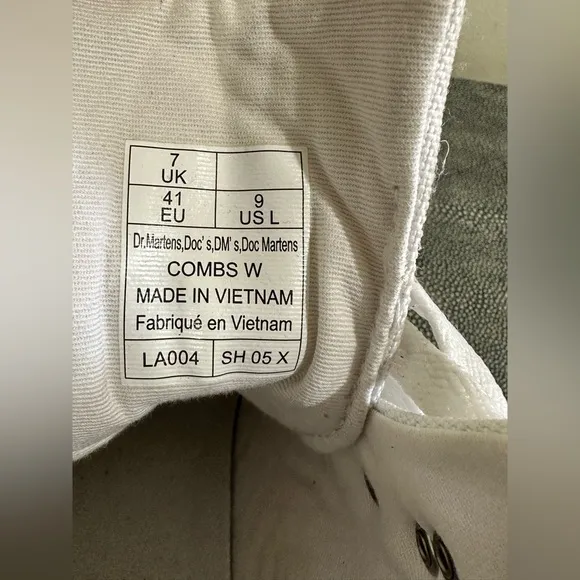 7
UK
41
EU
9
US L
Dr.Martens,Doc's,DM's,Doc Martens
COMBS W
MADE IN VIETNAM
Fabriqué en Vietnam
LA004
SH 05 X